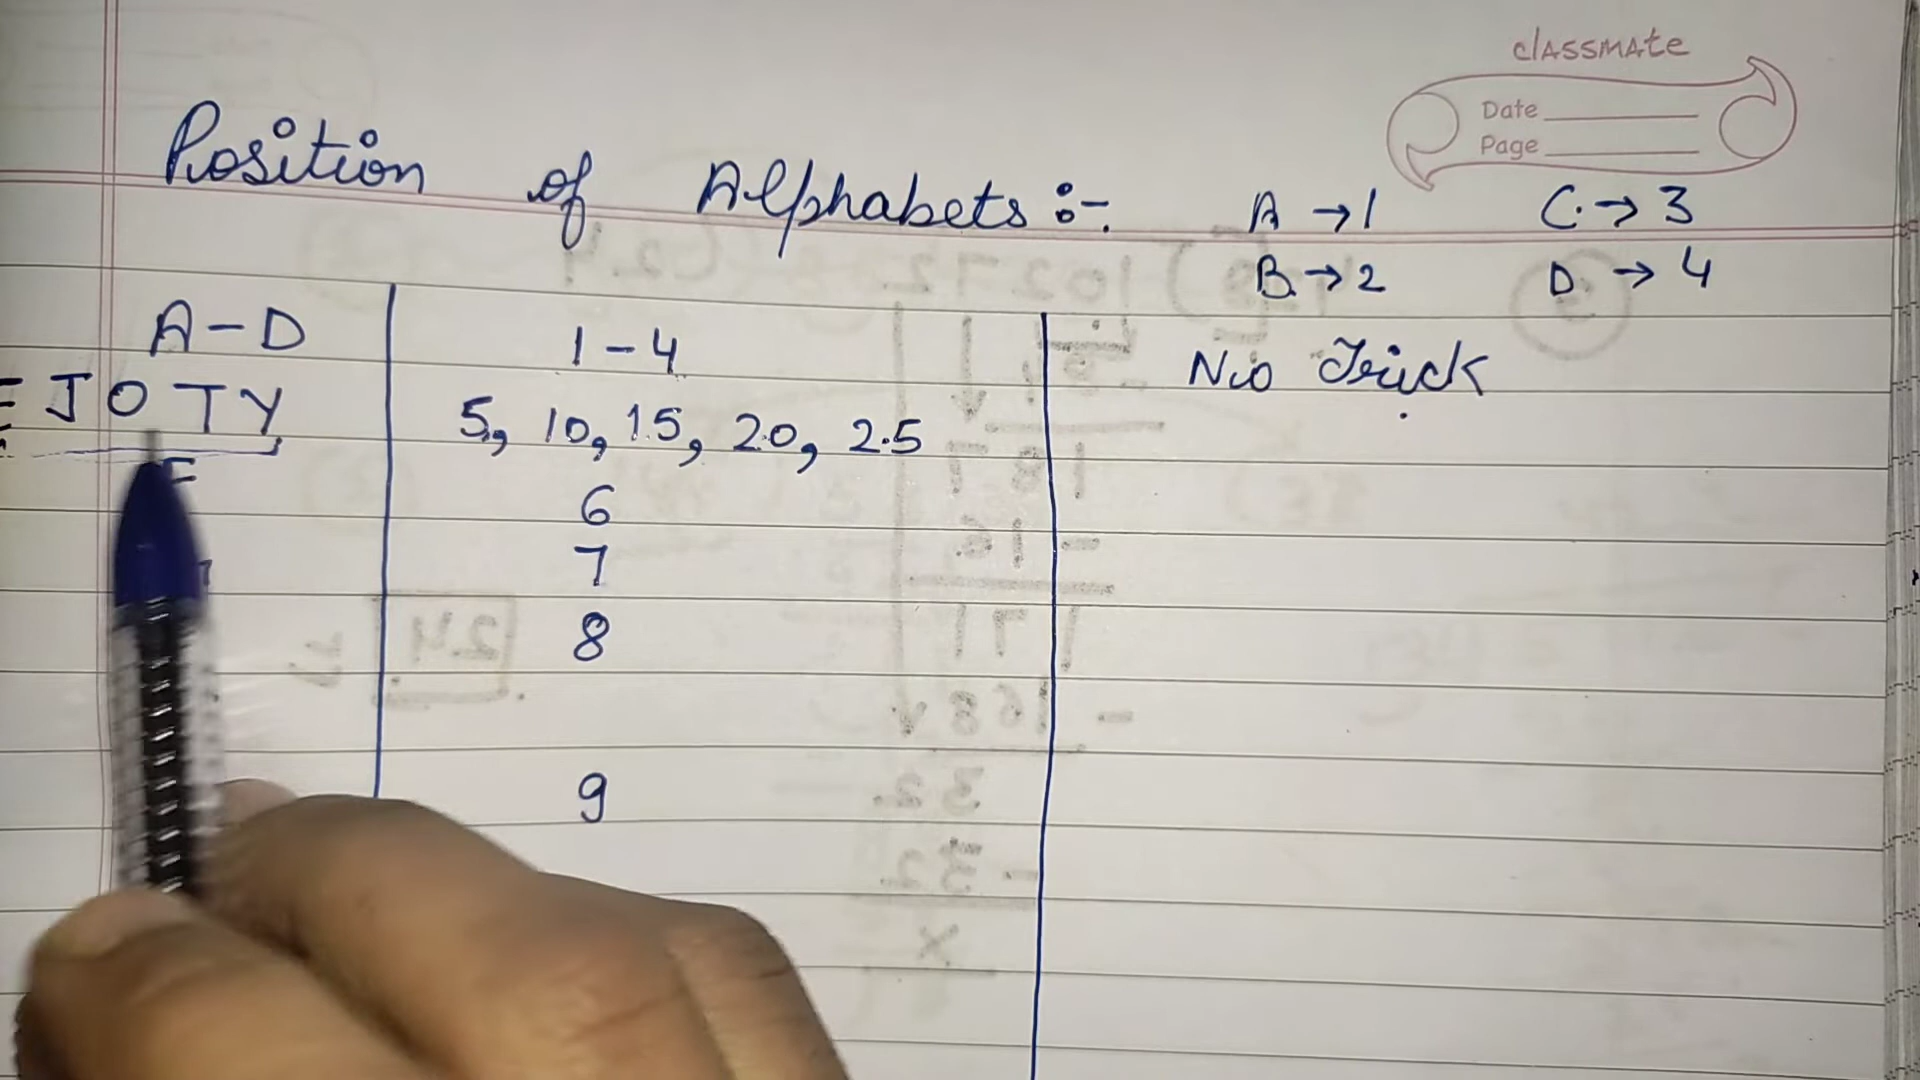 classmate
Date
Page
Position of Alphabets :-
A → 1 C. → 3
B. → 2 D. → 4
A - D 1 - 4 No Trick
EJOTY 5, 10, 15, 20, 25
F 6
7
8
9